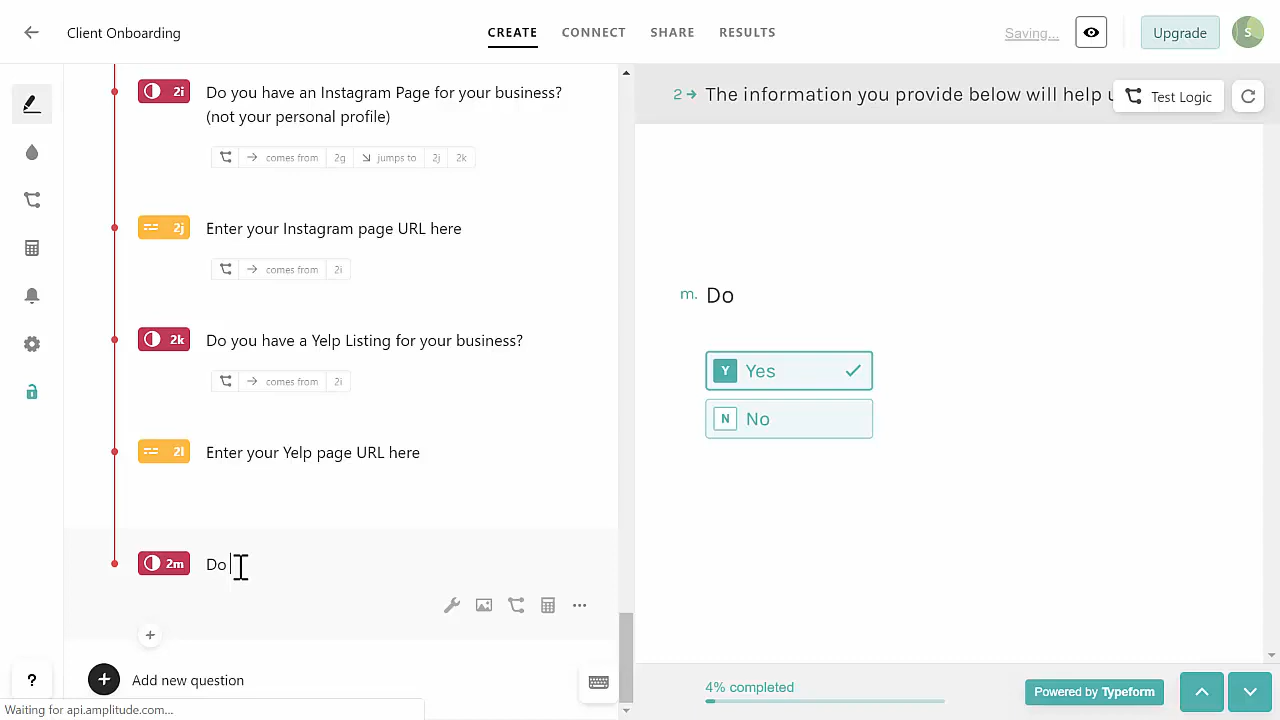 Client Onboarding
CREATE
CONNECT
SHARE
RESULTS
Saving...
Upgrade
S
2i
Do you have an Instagram Page for your business?
(not your personal profile)
comes from
2g
jumps to
2j
2k
2j
Enter your Instagram page URL here
comes from
2i
2k
Do you have a Yelp Listing for your business?
comes from
2i
2l
Enter your Yelp page URL here
2m
Do
Add new question
?
Waiting for api.amplitude.com...
2
The information you provide below will help u
Test Logic
m. Do
Y Yes
N No
4% completed
Powered by Typeform